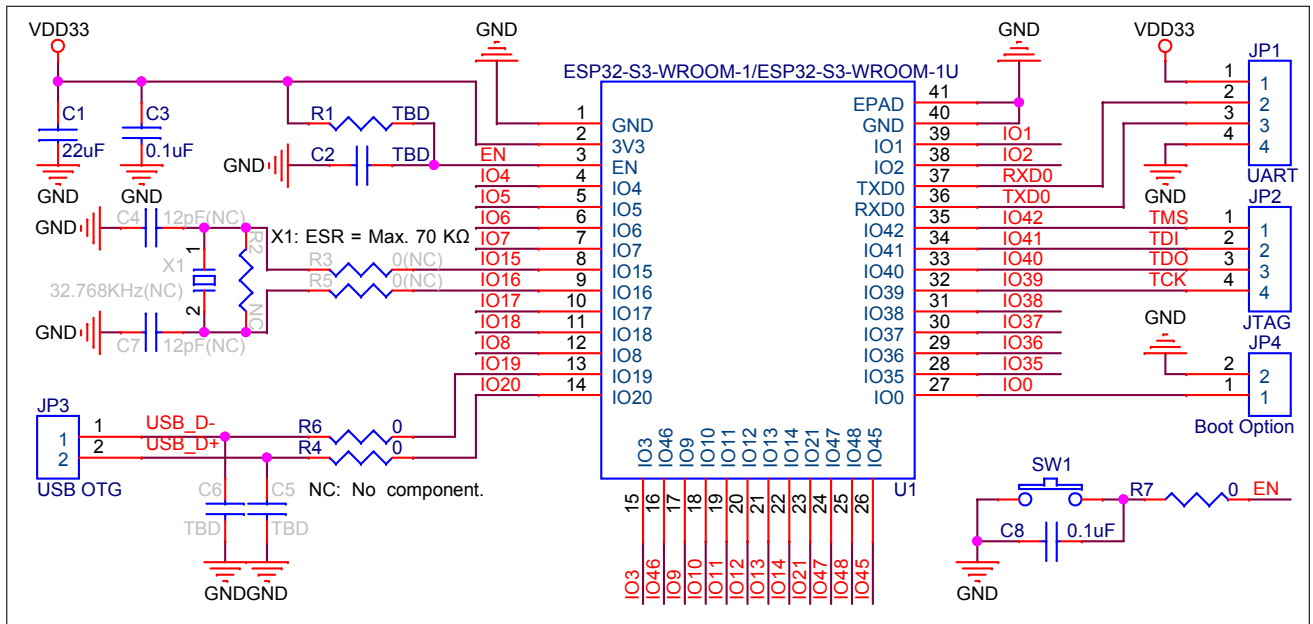 VDD33
GND
GND
VDD33
ESP32-S3-WROOM-1/ESP32-S3-WROOM-1U
JP1
C1
22uF
GND
C3
0.1uF
GND
R1
TBD
C2
TBD
GND
EN
IO4
IO5
IO6
IO7
IO15
IO16
IO17
IO18
IO8
IO19
IO20
1
2
3
4
5
6
7
8
9
10
11
12
13
14
GND
3V3
EN
IO4
IO5
IO6
IO7
IO15
IO16
IO17
IO18
IO8
IO19
IO20
EPAD
GND
IO1
IO2
TXD0
RXD0
IO42
IO41
IO40
IO39
IO38
IO37
IO36
IO35
IO0
41
40
39
38
37
36
35
34
33
32
31
30
29
28
27
IO1
IO2
RXD0
TXD0
IO42
IO41
IO40
IO39
IO38
IO37
IO36
IO35
1
2
3
4
1
2
3
4
GND
UART
JP2
TMS
TDI
TDO
TCK
1
2
3
4
1
2
3
4
JTAG
GND
JP4
2
1
2
1
Boot Option
GND
C4
12pF(NC)
X1
1
2
32.768KHz(NC)
R2
NC
X1: ESR = Max. 70 KΩ
R3
0(NC)
R5
0(NC)
GND
C7
12pF(NC)
JP3
1
2
1
2
USB OTG
USB_D-
USB_D+
R6
0
R4
0
C6
TBD
C5
TBD
NC: No component.
GND
GND
IO3
IO46
IO9
IO10
IO11
IO12
IO13
IO14
IO21
IO47
IO48
IO45
U1
15
16
17
18
19
20
21
22
23
24
25
26
IO3
IO46
IO9
IO10
IO11
IO12
IO13
IO14
IO21
IO47
IO48
IO45
SW1
R7
0
EN
C8
0.1uF
GND